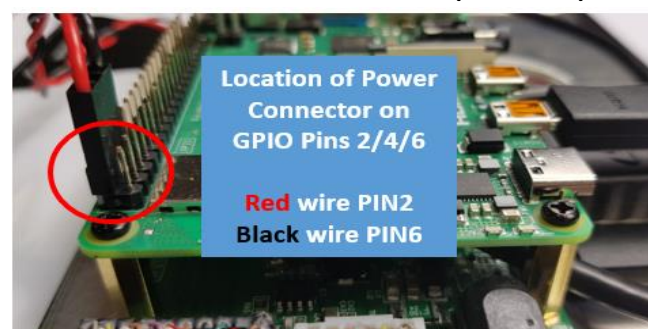 Location of Power
Connector on
GPIO Pins 2/4/6
Red wire PIN2
Black wire PIN6